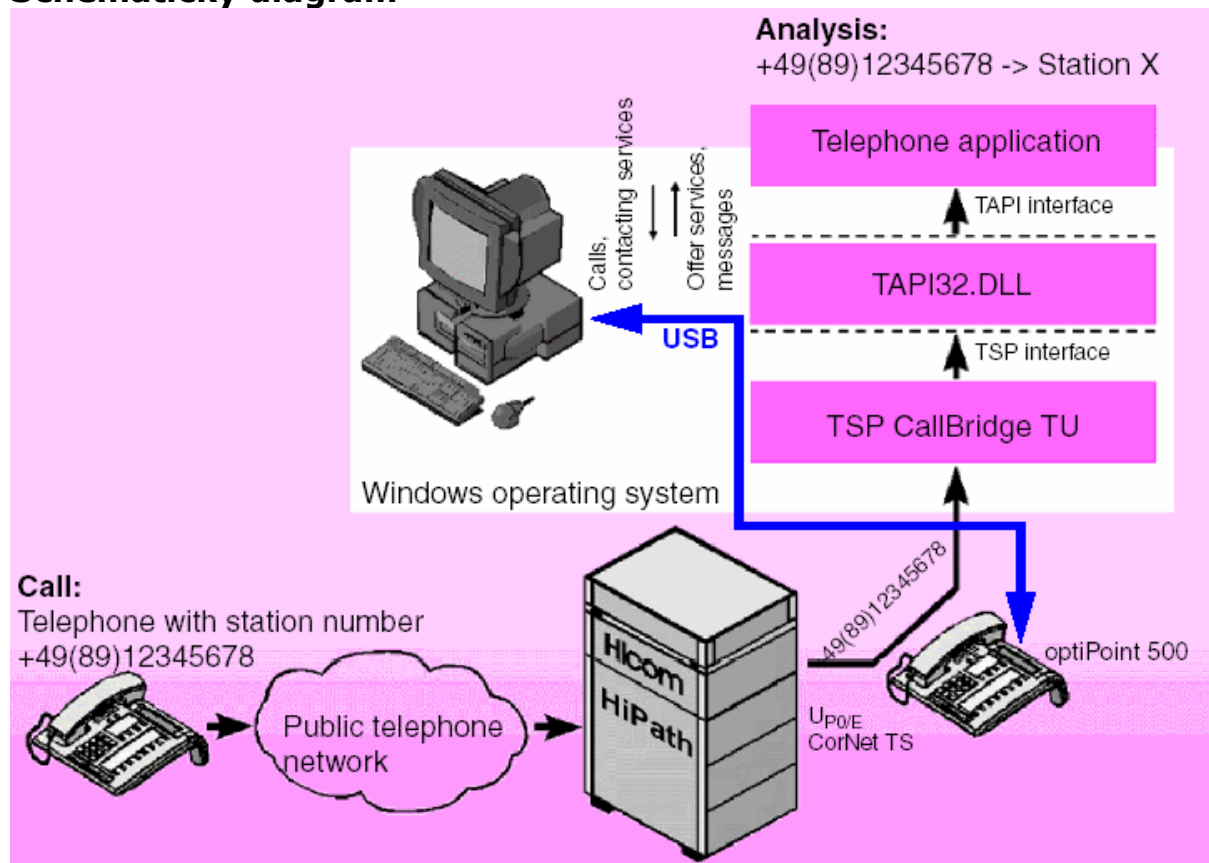 Schematický diagram
Analysis:
+49(89)12345678 -> Station X
Telephone application
TAPI interface
TAPI32.DLL
TSP interface
TSP CallBridge TU
Calls,
contacting services
Offer services,
messages
USB
Windows operating system
Call:
Telephone with station number
+49(89)12345678
Public telephone
network
HIcom
HiPath
+49(89)12345678
optiPoint 500
UP0/E
CorNet TS